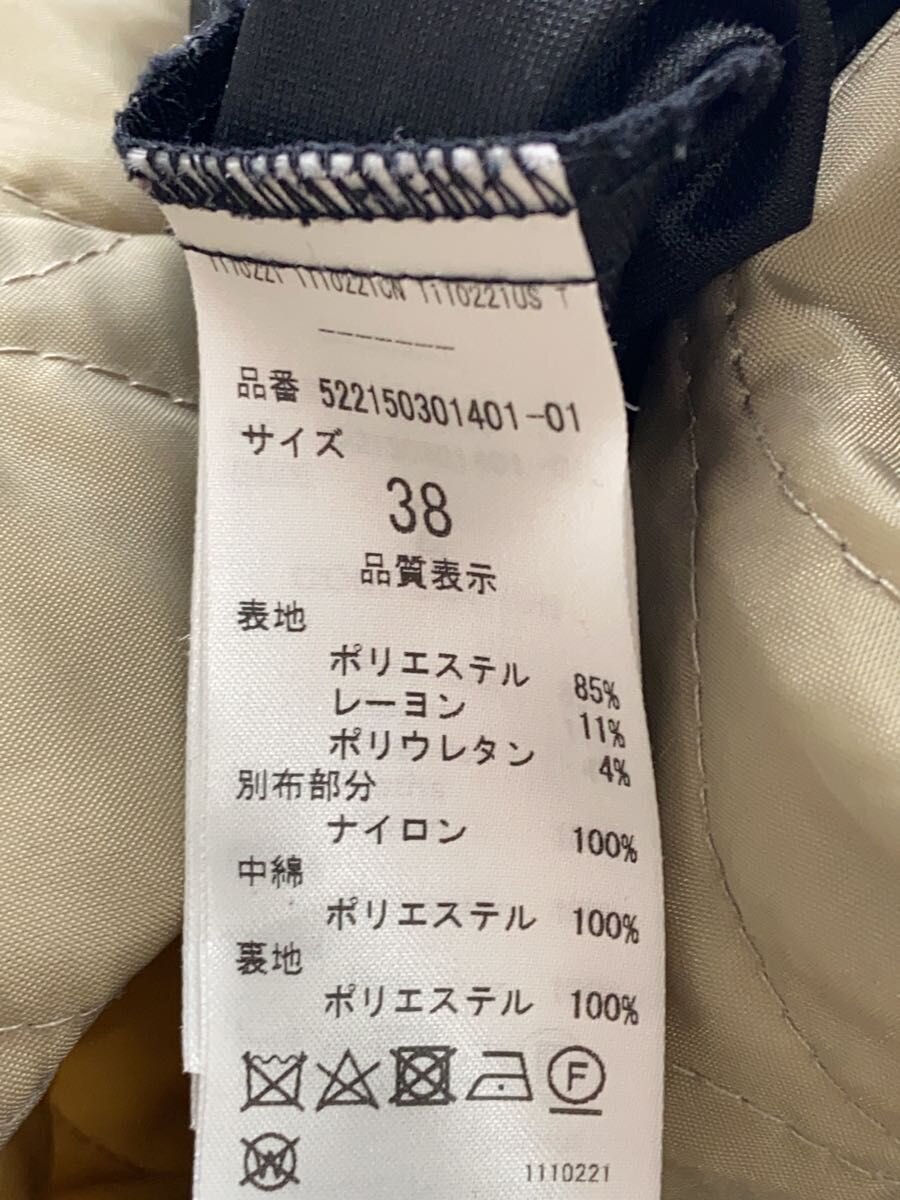 1110221 1110221CN 1110221US T
品番 522150301401-01
サイズ
38
品質表示
表地
ポリエステル 85%
レーヨン 11%
ポリウレタン 4%
別布部分
ナイロン 100%
中綿
ポリエステル 100%
裏地
ポリエステル 100%
F
W
1110221